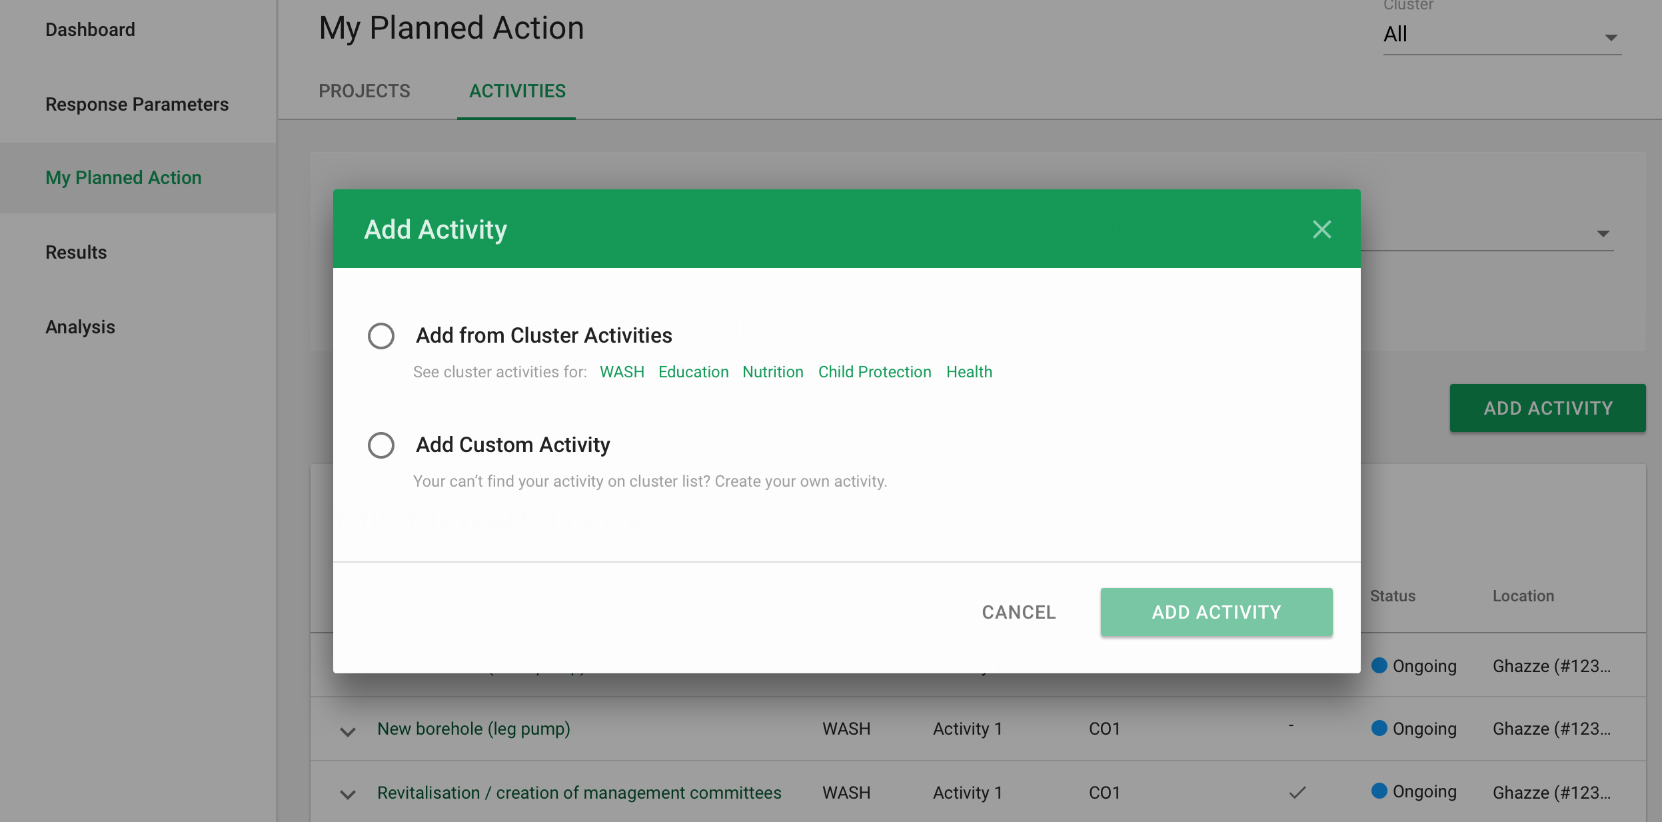 Dashboard
Response Parameters
My Planned Action
Results
Analysis
My Planned Action
Cluster
All
PROJECTS ACTIVITIES
Add Activity
Add from Cluster Activities
See cluster activities for: WASH Education Nutrition Child Protection Health
Add Custom Activity
Your can't find your activity on cluster list? Create your own activity.
CANCEL ADD ACTIVITY
ADD ACTIVITY
Status Location
Ongoing Ghazze (#123...
New borehole (leg pump) WASH Activity 1 CO1 - Ongoing Ghazze (#123...
Revitalisation / creation of management committees WASH Activity 1 CO1 Ongoing Ghazze (#123...